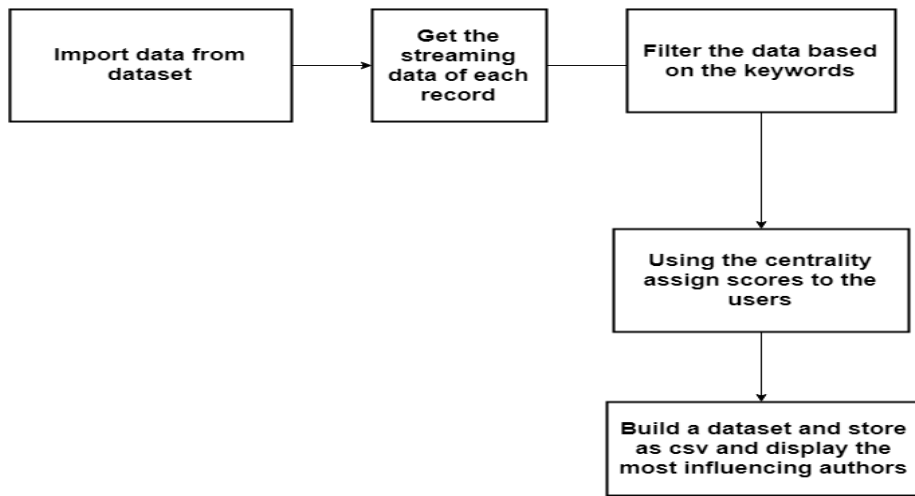 Import data from
dataset
Get the
streaming
data of each
record
Filter the data based
on the keywords
Using the centrality
assign scores to the
users
Build a dataset and store
as csv and display the
most influencing authors